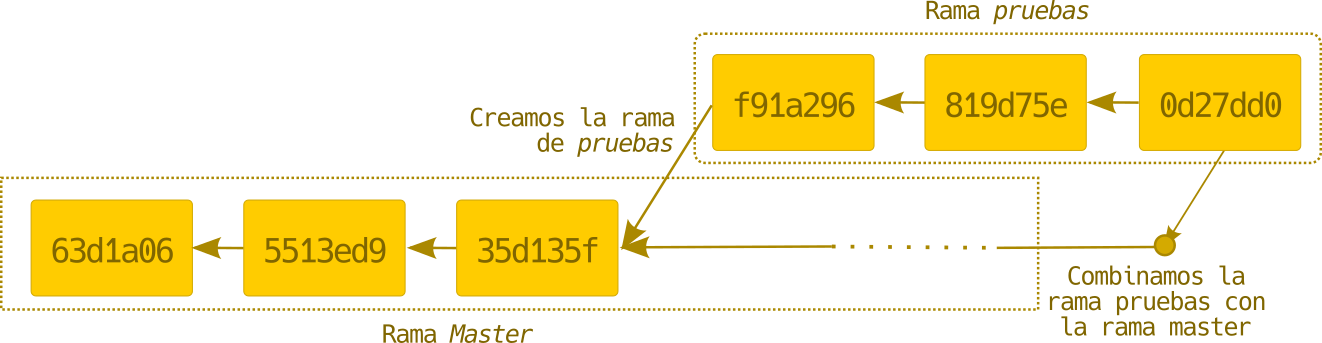 Rama pruebas
f91a296
819d75e
0d27dd0
Creamos la rama
de pruebas
63d1a06
5513ed9
35d135f
Combinamos la
rama pruebas con
la rama master
Rama Master